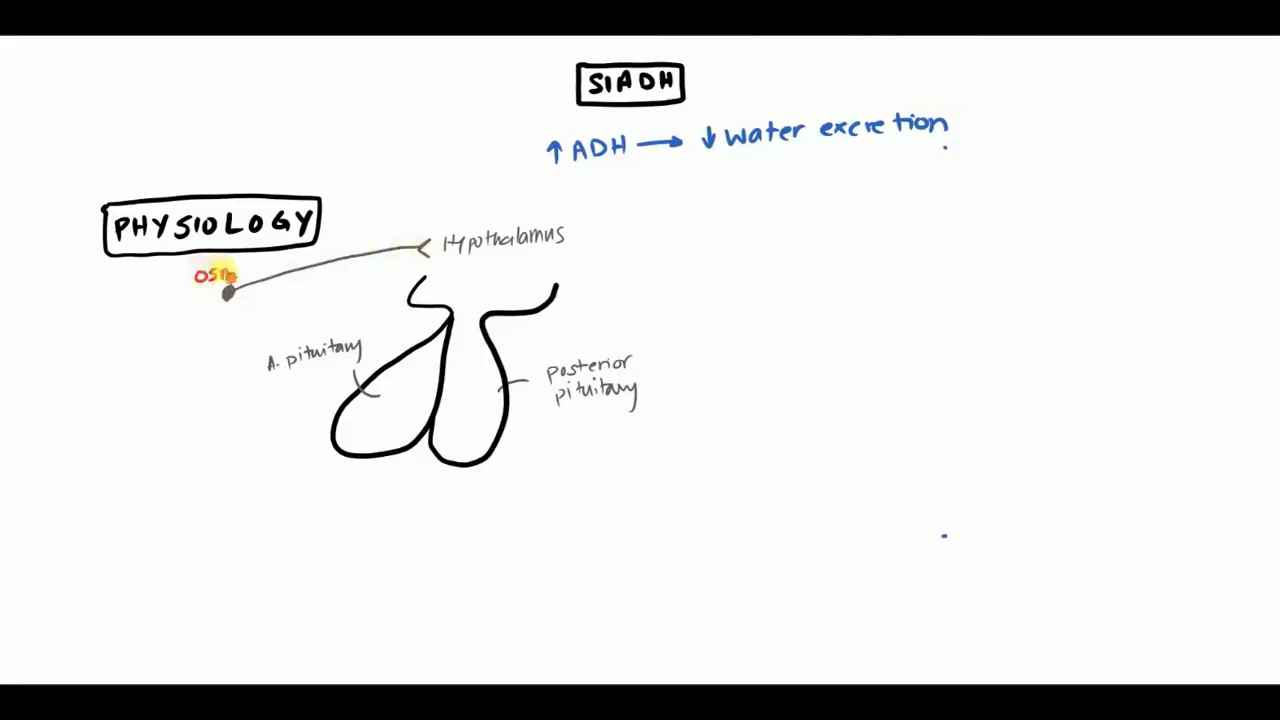 SIADH
↑ ADH → ↓ water excretion
PHYSIOLOGY
Hypothalamus
A. pituitary
posterior
pituitary